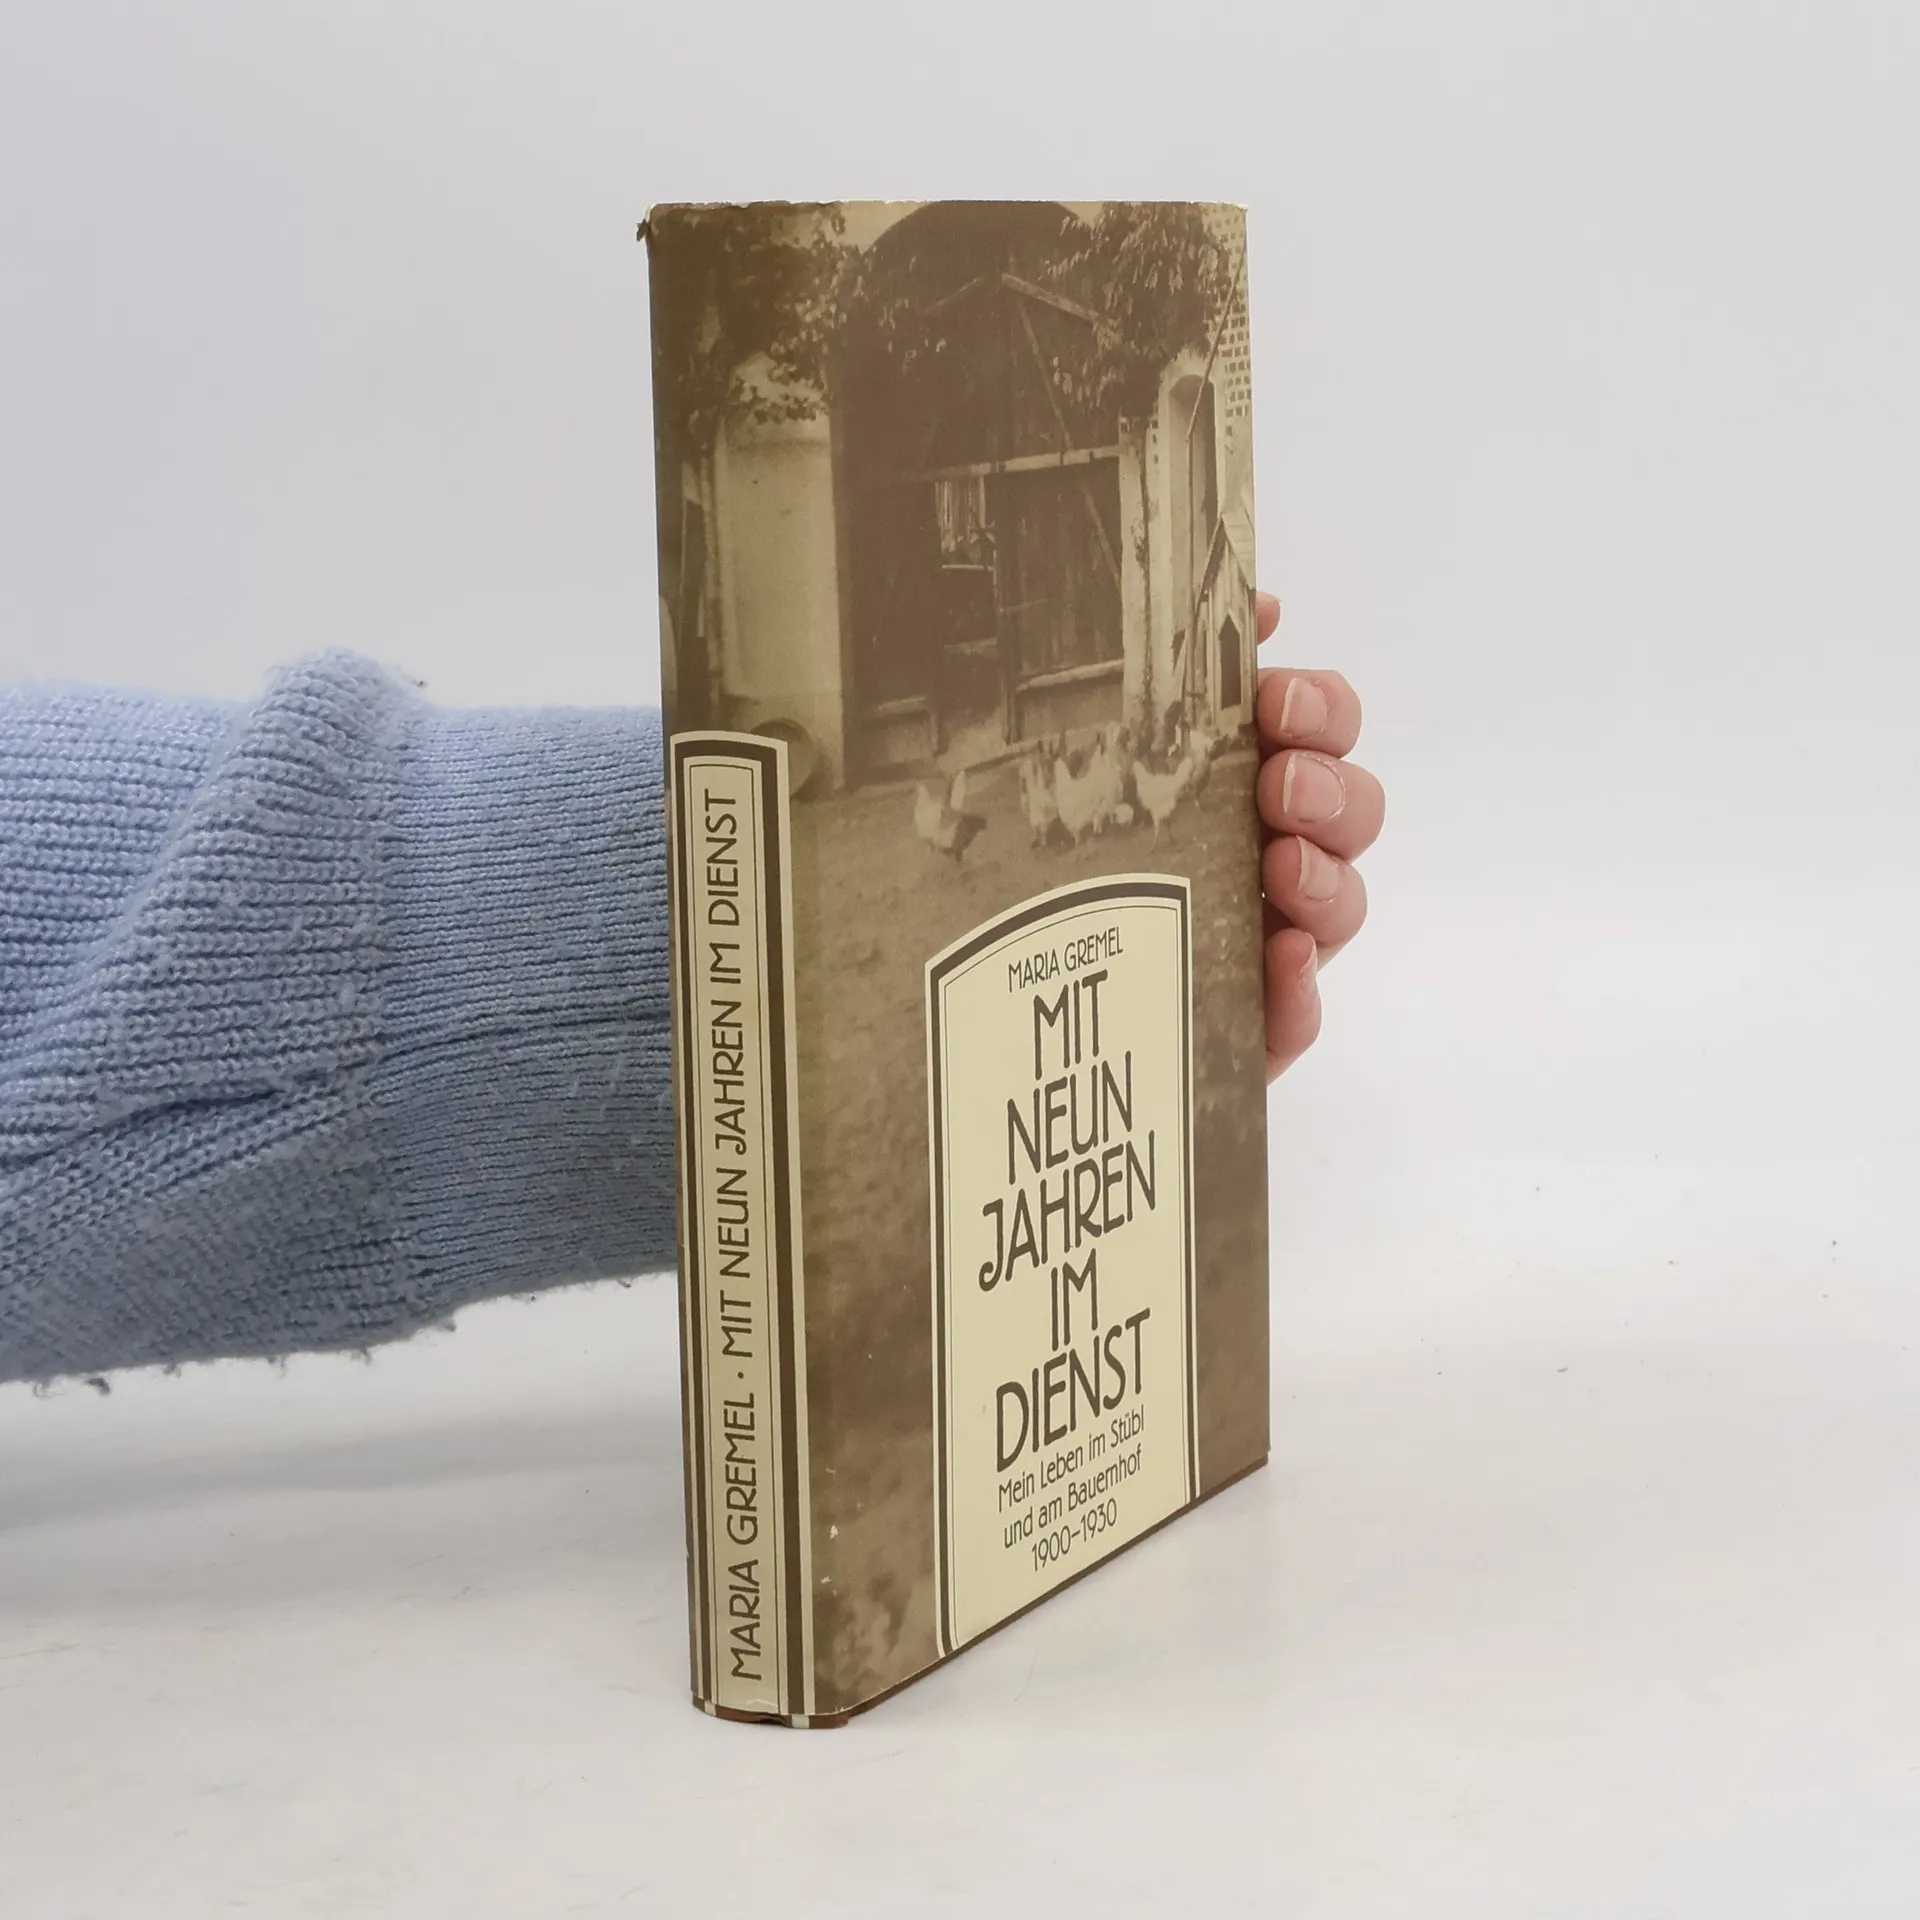 MARIA GREMEL · MIT NEUN JAHREN IM DIENST
MARIA GREMEL
MIT
NEUN
JAHREN
IM
DIENST
Mein Leben im Stübl
und am Bauernhof
1900–1930